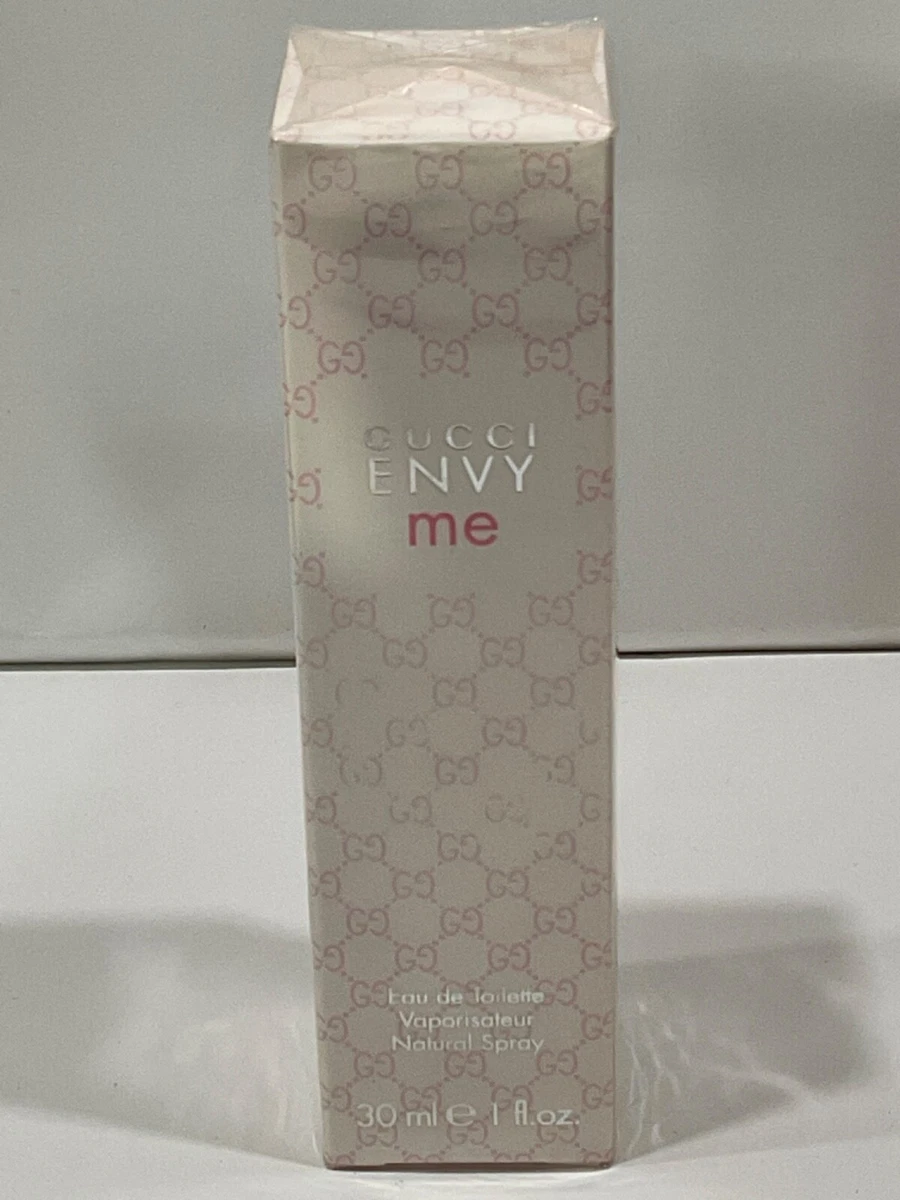 GUCCI
ENVY
me
Eau de Toilette
Vaporisateur
Natural Spray
30 ml ℮ 1 fl.oz.